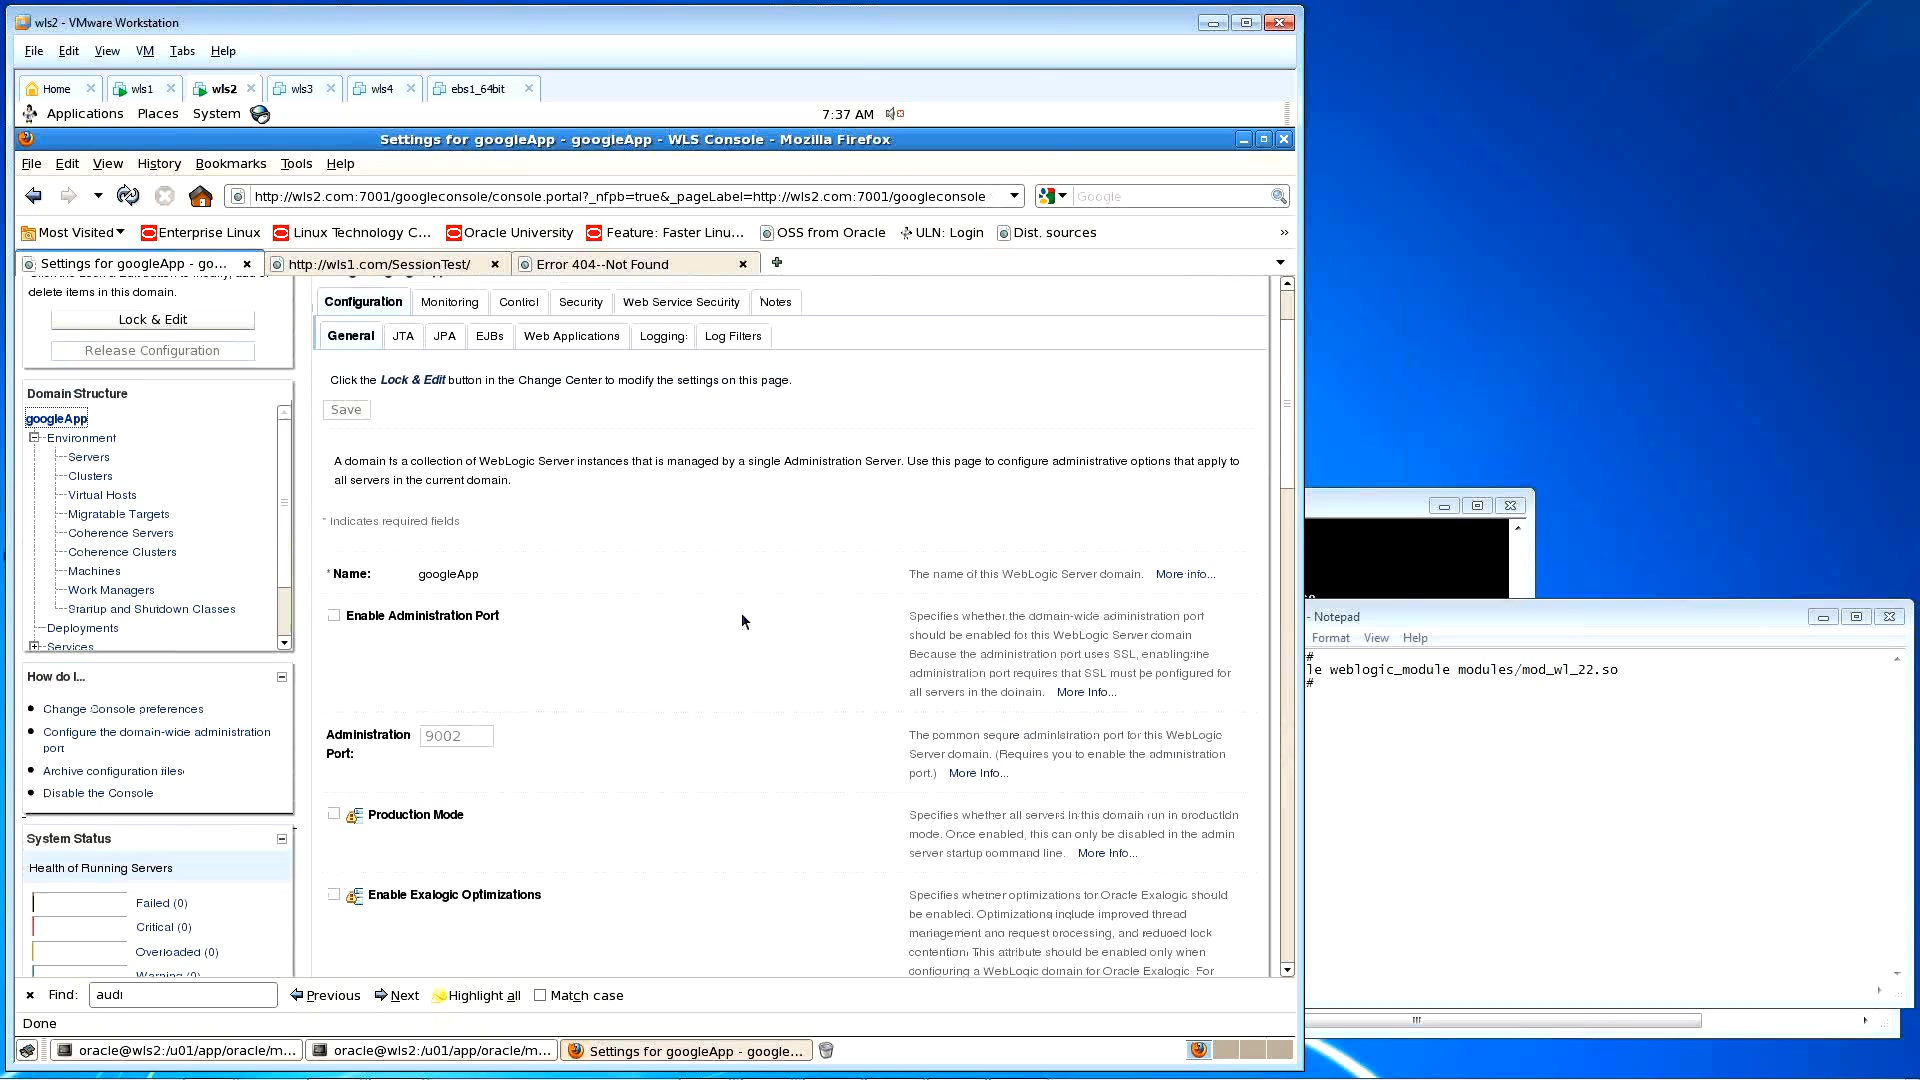 wls2 - VMware Workstation
File Edit View VM Tabs Help
Home wls1 wls2 wls3 wls4 ebs1_64bit
Applications Places System 7:37 AM
Settings for googleApp - googleApp - WLS Console - Mozilla Firefox
File Edit View History Bookmarks Tools Help
http://wls2.com:7001/googleconsole/console.portal?_nfpb=true&_pageLabel=http://wls2.com:7001/googleconsole
Google
Most Visited Enterprise Linux Linux Technology C... Oracle University Feature: Faster Linu... OSS from Oracle ULN: Login Dist. sources »
Settings for googleApp - go... http://wls1.com/SessionTest/ Error 404--Not Found
delete items in this domain.
Lock & Edit
Release Configuration
Domain Structure
googleApp
Environment
Servers
Clusters
Virtual Hosts
Migratable Targets
Coherence Servers
Coherence Clusters
Machines
Work Managers
Startup and Shutdown Classes
Deployments
Services
How do I...
Change Console preferences
Configure the domain-wide administration
port
Archive configuration files
Disable the Console
System Status
Health of Running Servers
Failed (0)
Critical (0)
Overloaded (0)
Warning (0)
Configuration Monitoring Control Security Web Service Security Notes
General JTA JPA EJBs Web Applications Logging Log Filters
Click the Lock & Edit button in the Change Center to modify the settings on this page.
Save
A domain is a collection of WebLogic Server instances that is managed by a single Administration Server. Use this page to configure administrative options that apply to
all servers in the current domain.
* Indicates required fields
* Name: googleApp
The name of this WebLogic Server domain. More Info...
Enable Administration Port
Specifies whether the domain-wide administration port
should be enabled for this WebLogic Server domain
Because the administration port uses SSL, enabling the
administration port requires that SSL must be configured for
all servers in the domain. More Info...
Administration
Port: 9002
The common secure administration port for this WebLogic
Server domain. (Requires you to enable the administration
port.) More Info...
Production Mode
Specifies whether all servers in this domain run in production
mode. Once enabled, this can only be disabled in the admin
server startup command line. More Info...
Enable Exalogic Optimizations
Specifies whether optimizations for Oracle Exalogic should
be enabled. Optimizations include improved thread
management and request processing, and reduced lock
contention. This attribute should be enabled only when
configuring a WebLogic domain for Oracle Exalogic. For
Find: audi Previous Next Highlight all Match case
Done
oracle@wls2:/u01/app/oracle/m... oracle@wls2:/u01/app/oracle/m... Settings for googleApp - google...
- Notepad
Format View Help
#
le weblogic_module modules/mod_wl_22.so
#